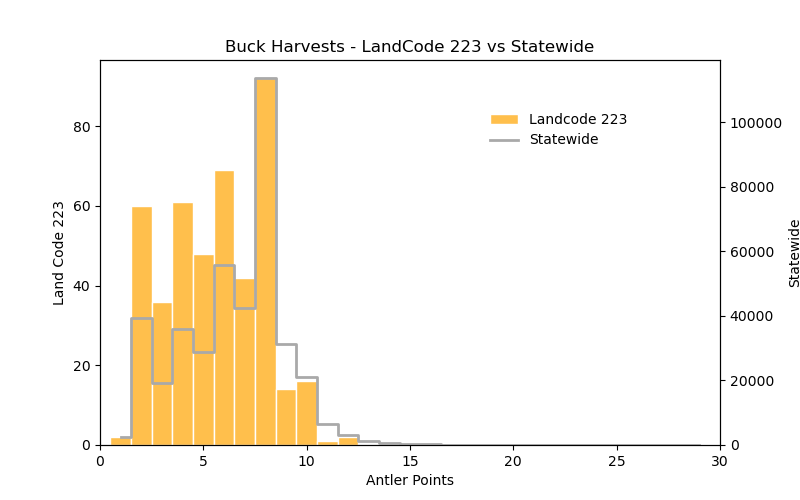 Buck Harvests - LandCode 223 vs Statewide
Landcode 223
Statewide
Land Code 223
80
60
40
20
0
100000
80000
60000
40000
20000
0
Statewide
0 5 10 15 20 25 30
Antler Points